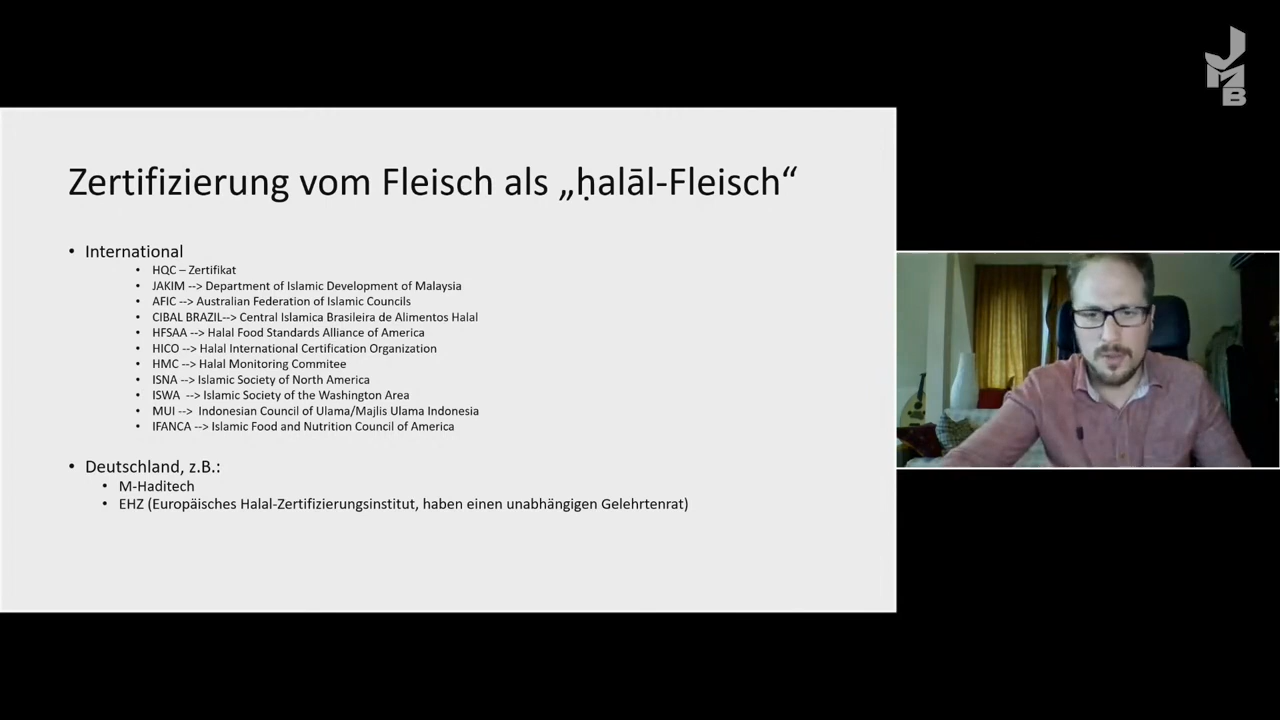 JMB
Zertifizierung vom Fleisch als „ḥalāl-Fleisch“
• International
• HQC – Zertifikat
• JAKIM --> Department of Islamic Development of Malaysia
• AFIC --> Australian Federation of Islamic Councils
• CIBAL BRAZIL--> Central Islamica Brasileira de Alimentos Halal
• HFSAA --> Halal Food Standards Alliance of America
• HICO --> Halal International Certification Organization
• HMC --> Halal Monitoring Commitee
• ISNA --> Islamic Society of North America
• ISWA --> Islamic Society of the Washington Area
• MUI --> Indonesian Council of Ulama/Majlis Ulama Indonesia
• IFANCA --> Islamic Food and Nutrition Council of America
• Deutschland, z.B.:
• M-Haditech
• EHZ (Europäisches Halal-Zertifizierungsinstitut, haben einen unabhängigen Gelehrtenrat)